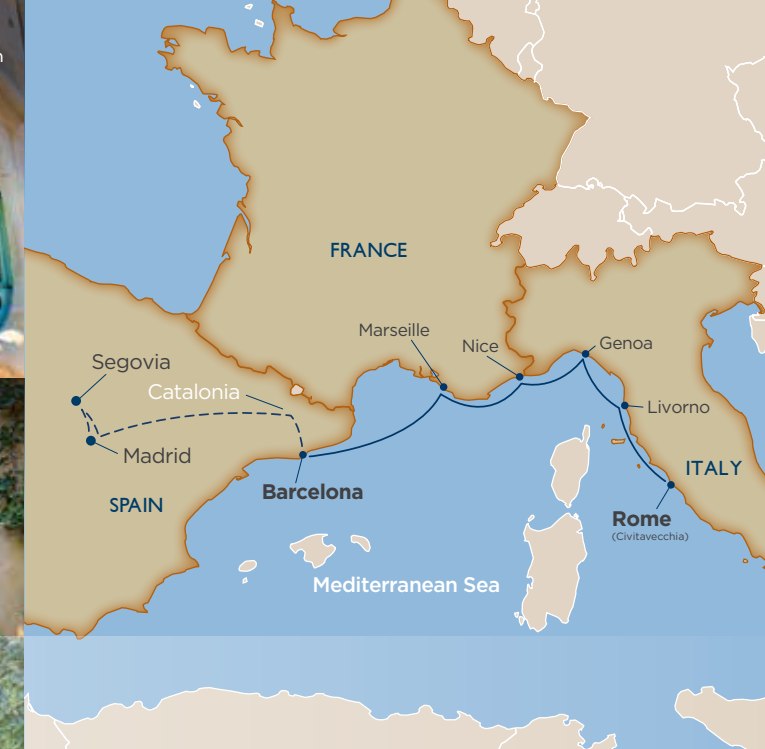 FRANCE
Marseille
Nice
Genoa
Segovia
Catalonia
Livorno
Madrid
ITALY
Barcelona
SPAIN
Rome
(Civitavecchia)
Mediterranean Sea